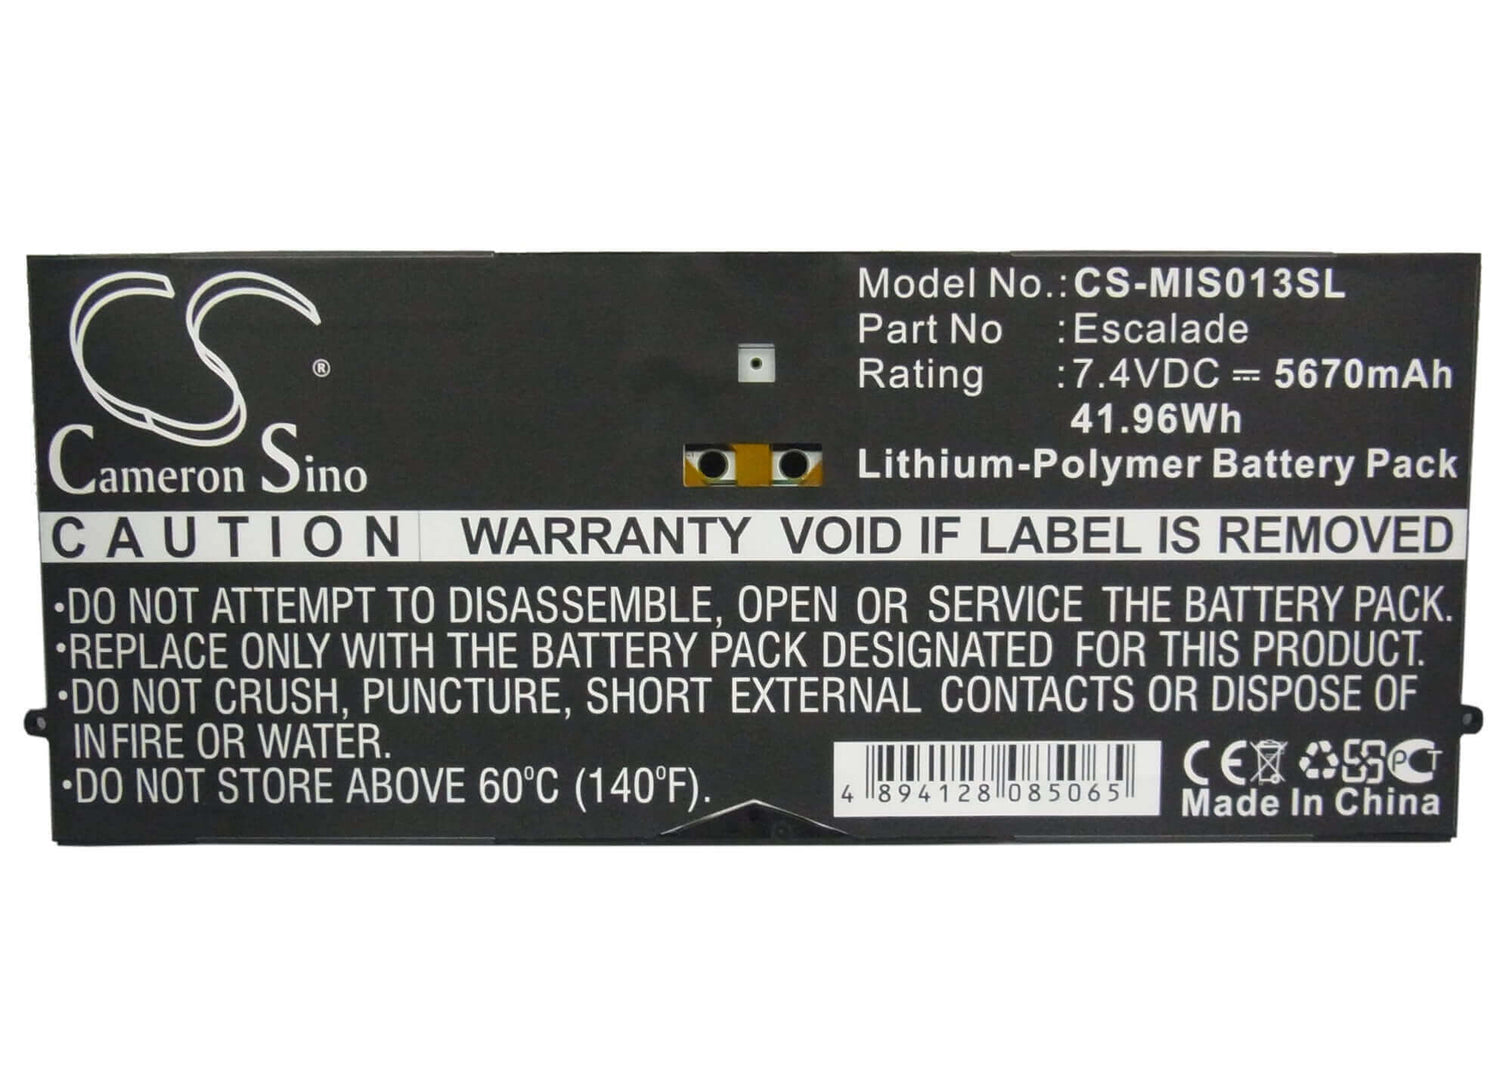 CS
®
Cameron Sino
Model No.:CS-MIS013SL
Part No :Escalade
Rating :7.4VDC ⎓ 5670mAh
41.96Wh
Lithium-Polymer Battery Pack
CAUTION WARRANTY VOID IF LABEL IS REMOVED
•DO NOT ATTEMPT TO DISASSEMBLE, OPEN OR SERVICE THE BATTERY PACK.
•REPLACE ONLY WITH THE BATTERY PACK DESIGNATED FOR THIS PRODUCT.
•DO NOT CRUSH, PUNCTURE, SHORT EXTERNAL CONTACTS OR DISPOSE OF
INFIRE OR WATER.
•DO NOT STORE ABOVE 60°C (140°F).
4 894128 085065
CE PCT
Made In China